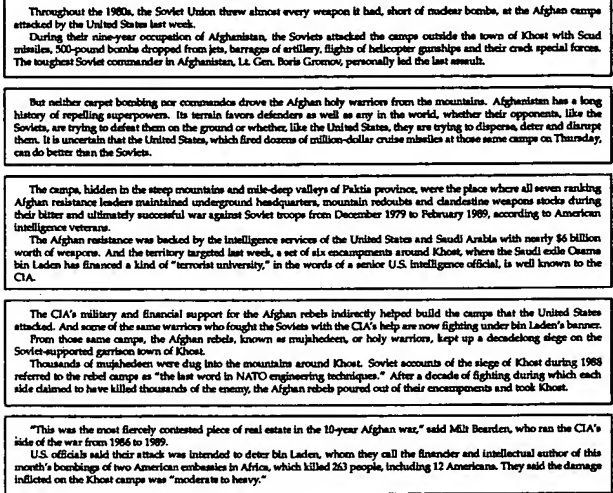 Throughout the 1980s, the Soviet Union threw almost every weapon it had, short of nuclear bombs, at the Afghan camps
attacked by the United States last week.
During their nine-year occupation of Afghanistan, the Soviets attacked the camps outside the town of Khost with Scud
missiles, 500-pound bombs dropped from jets, barrages of artillery, flights of helicopter gunships and their crack special forces.
The toughest Soviet commander in Afghanistan, Lt. Gen. Boris Gromov, personally led the last assault.
But neither carpet bombing nor commandos drove the Afghan holy warriors from the mountains. Afghanistan has a long
history of repelling superpowers. Its terrain favors defenders as well as any in the world, whether their opponents, like the
Soviets, are trying to defeat them on the ground or whether, like the United States, they are trying to disperse, deter and disrupt
them. It is uncertain that the United States, which fired dozens of million-dollar cruise missiles at those same camps on Thursday,
can do better than the Soviets.
The camps, hidden in the steep mountains and mile-deep valleys of Paktia province, were the place where all seven ranking
Afghan resistance leaders maintained underground headquarters, mountain redoubts and clandestine weapons stocks during
their bitter and ultimately successful war against Soviet troops from December 1979 to February 1989, according to American
intelligence veterans.
The Afghan resistance was backed by the intelligence services of the United States and Saudi Arabia with nearly $6 billion
worth of weapons. And the territory targeted last week, a set of six encampments around Khost, where the Saudi exile Osama
bin Laden has financed a kind of "terrorist university," in the words of a senior U.S. intelligence official, is well known to the
CIA.
The CIA's military and financial support for the Afghan rebels indirectly helped build the camps that the United States
attacked. And some of the same warriors who fought the Soviets with the CIA's help are now fighting under bin Laden's banner.
From those same camps, the Afghan rebels, known as mujahedeen, or holy warriors, kept up a decadelong siege on the
Soviet-supported garrison town of Khost.
Thousands of mujahedeen were dug into the mountains around Khost. Soviet accounts of the siege of Khost during 1988
referred to the rebel camps as "the last word in NATO engineering techniques." After a decade of fighting during which each
side claimed to have killed thousands of the enemy, the Afghan rebels poured out of their encampments and took Khost.
"This was the most fiercely contested piece of real estate in the 10-year Afghan war," said Milt Bearden, who ran the CIA's
side of the war from 1986 to 1989.
U.S. officials said their attack was intended to deter bin Laden, whom they call the financier and intellectual author of this
month's bombings of two American embassies in Africa, which killed 263 people, including 12 Americans. They said the damage
inflicted on the Khost camps was "moderate to heavy."